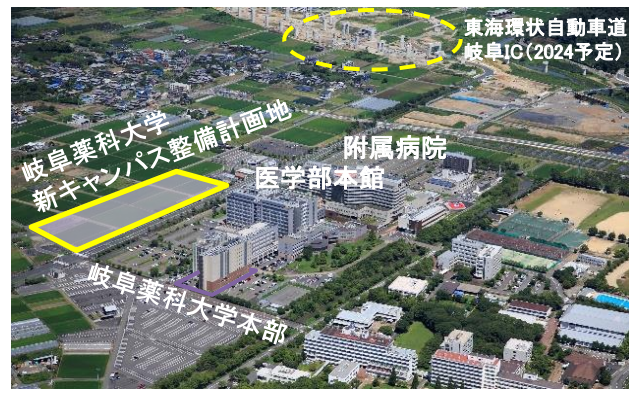 東海環状自動車道
岐阜IC（2024予定）
岐阜薬科大学
新キャンパス整備計画地
附属病院
医学部本館
岐阜薬科大学本部